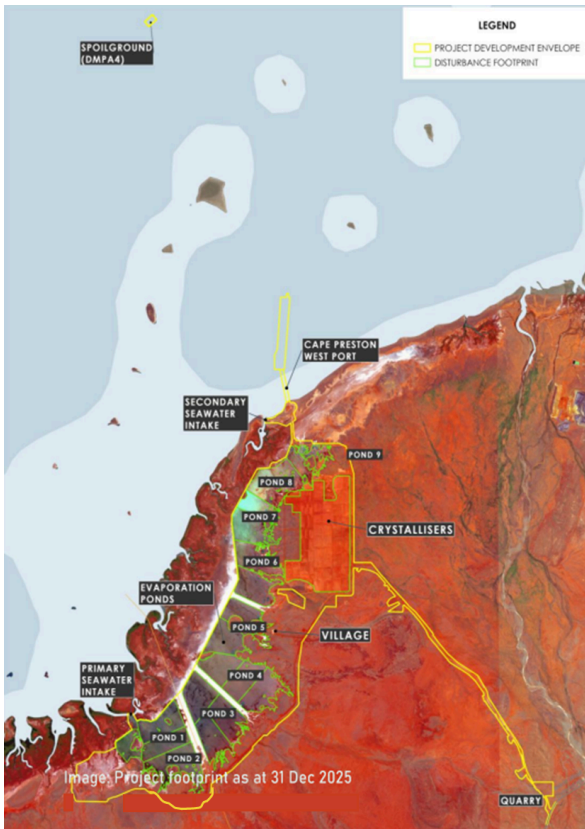 LEGEND
PROJECT DEVELOPMENT ENVELOPE
DISTURBANCE FOOTPRINT
SPOILGROUND
(DMPA4)
CAPE PRESTON
WEST PORT
SECONDARY
SEAWATER
INTAKE
POND 9
POND 8
POND 7
CRYSTALLISERS
POND 6
EVAPORATION
PONDS
POND 5
VILLAGE
PRIMARY
SEAWATER
INTAKE
POND 4
POND 3
POND 1
POND 2
Image: Project footprint as at 31 Dec 2025
QUARRY